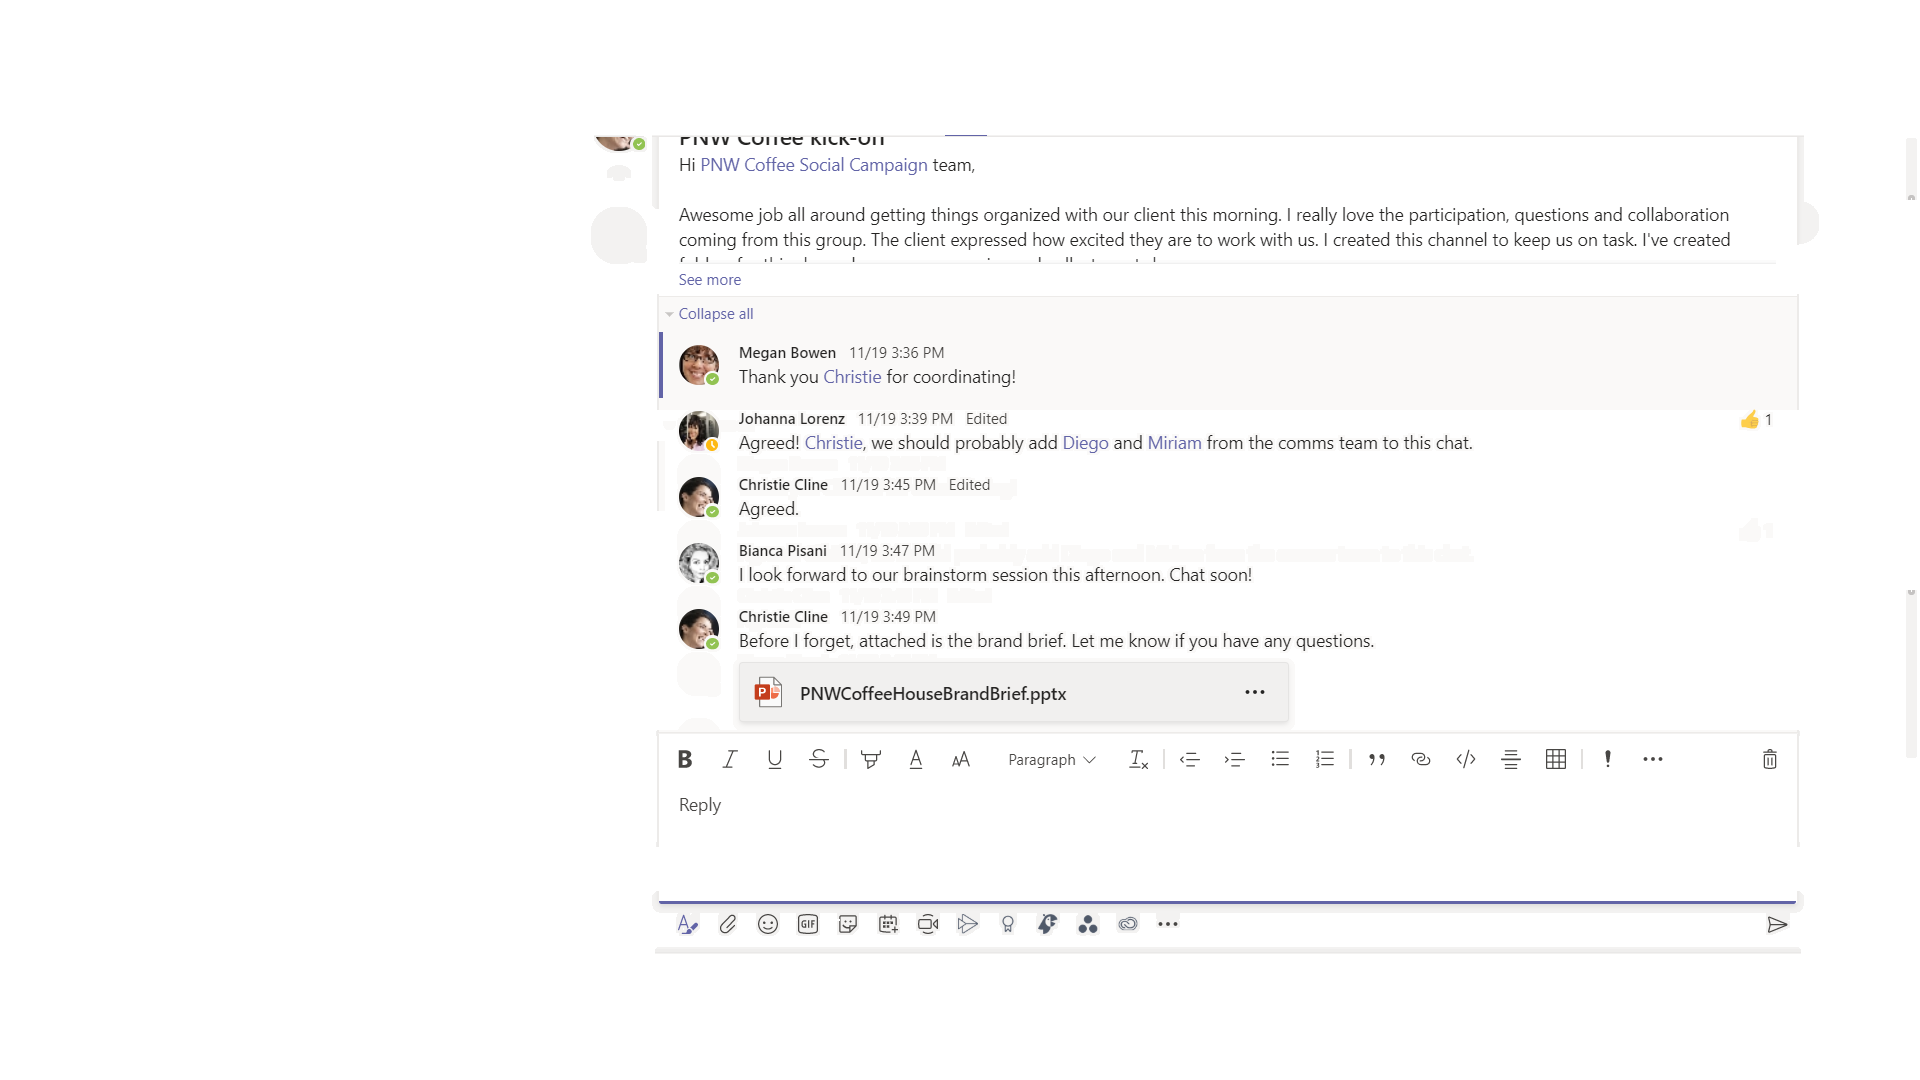 PNW Coffee kick-off
Hi PNW Coffee Social Campaign team,
Awesome job all around getting things organized with our client this morning. I really love the participation, questions and collaboration
coming from this group. The client expressed how excited they are to work with us. I created this channel to keep us on task. I've created
See more
Collapse all
Megan Bowen 11/19 3:36 PM
Thank you Christie for coordinating!
Johanna Lorenz 11/19 3:39 PM Edited 👍 1
Agreed! Christie, we should probably add Diego and Miriam from the comms team to this chat.
Christie Cline 11/19 3:45 PM Edited
Agreed.
Bianca Pisani 11/19 3:47 PM
I look forward to our brainstorm session this afternoon. Chat soon!
Christie Cline 11/19 3:49 PM
Before I forget, attached is the brand brief. Let me know if you have any questions.
PNWCoffeeHouseBrandBrief.pptx
Paragraph
Reply
GIF